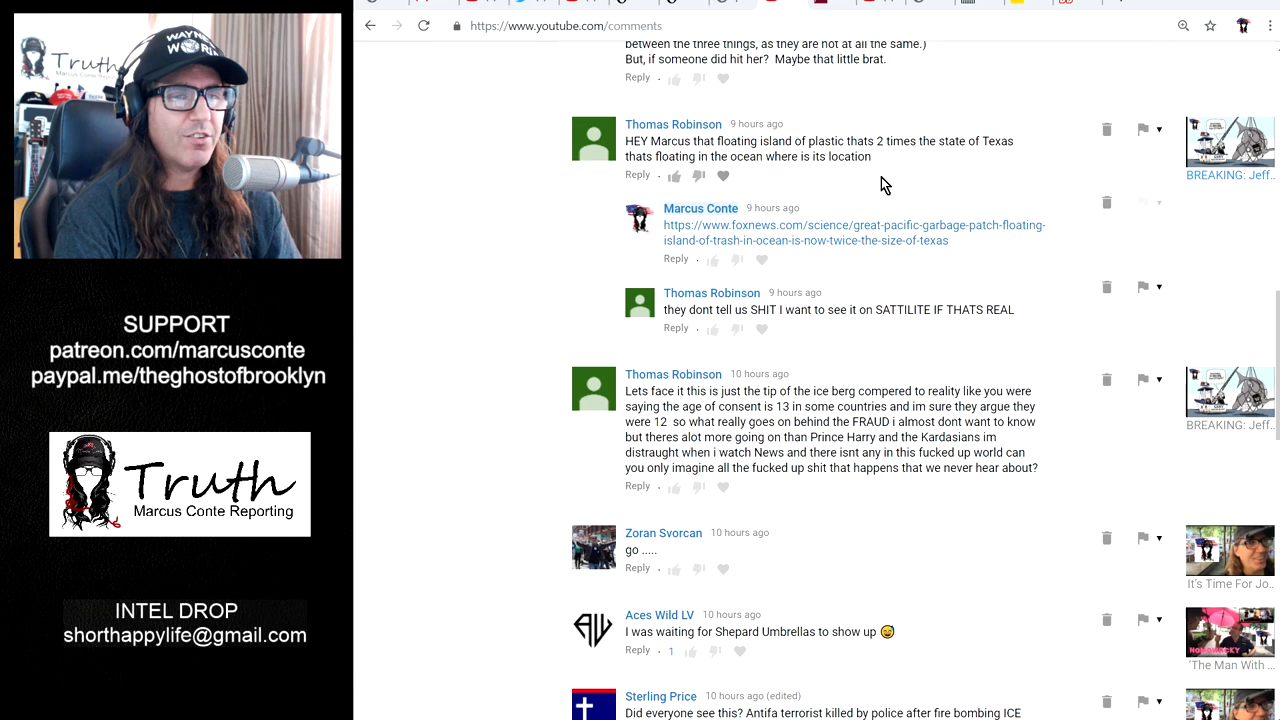 https://www.youtube.com/comments
WAYNE'S
WORLD
Truth
Marcus Conte Reporting
between the three things, as they are not at all the same.)
But, if someone did hit her? Maybe that little brat.
Reply
Thomas Robinson 9 hours ago
HEY Marcus that floating island of plastic thats 2 times the state of Texas
thats floating in the ocean where is its location
Reply
BREAKING: Jeff..
Marcus Conte 9 hours ago
https://www.foxnews.com/science/great-pacific-garbage-patch-floating-
island-of-trash-in-ocean-is-now-twice-the-size-of-texas
Reply
Thomas Robinson 9 hours ago
they dont tell us SHIT I want to see it on SATTILITE IF THATS REAL
Reply
Thomas Robinson 10 hours ago
Lets face it this is just the tip of the ice berg compered to reality like you were
saying the age of consent is 13 in some countries and im sure they argue they
were 12 so what really goes on behind the FRAUD i almost dont want to know
but theres alot more going on than Prince Harry and the Kardasians im
distraught when i watch News and there isnt any in this fucked up world can
you only imagine all the fucked up shit that happens that we never hear about?
Reply
BREAKING: Jeff..
Zoran Svorcan 10 hours ago
go .....
Reply
It's Time For Jo..
Aces Wild LV 10 hours ago
I was waiting for Shepard Umbrellas to show up 😅
Reply 1
'The Man With ...
Sterling Price 10 hours ago (edited)
Did everyone see this? Antifa terrorist killed by police after fire bombing ICE
SUPPORT
patreon.com/marcusconte
paypal.me/theghostofbrooklyn
Truth
Marcus Conte Reporting
INTEL DROP
shorthappylife@gmail.com